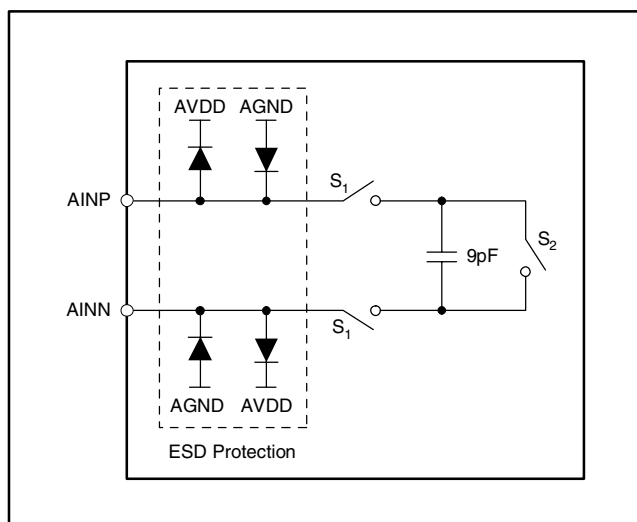 AVDD AGND
S1
AINP
S2
9pF
AINN
S1
AGND AVDD
ESD Protection